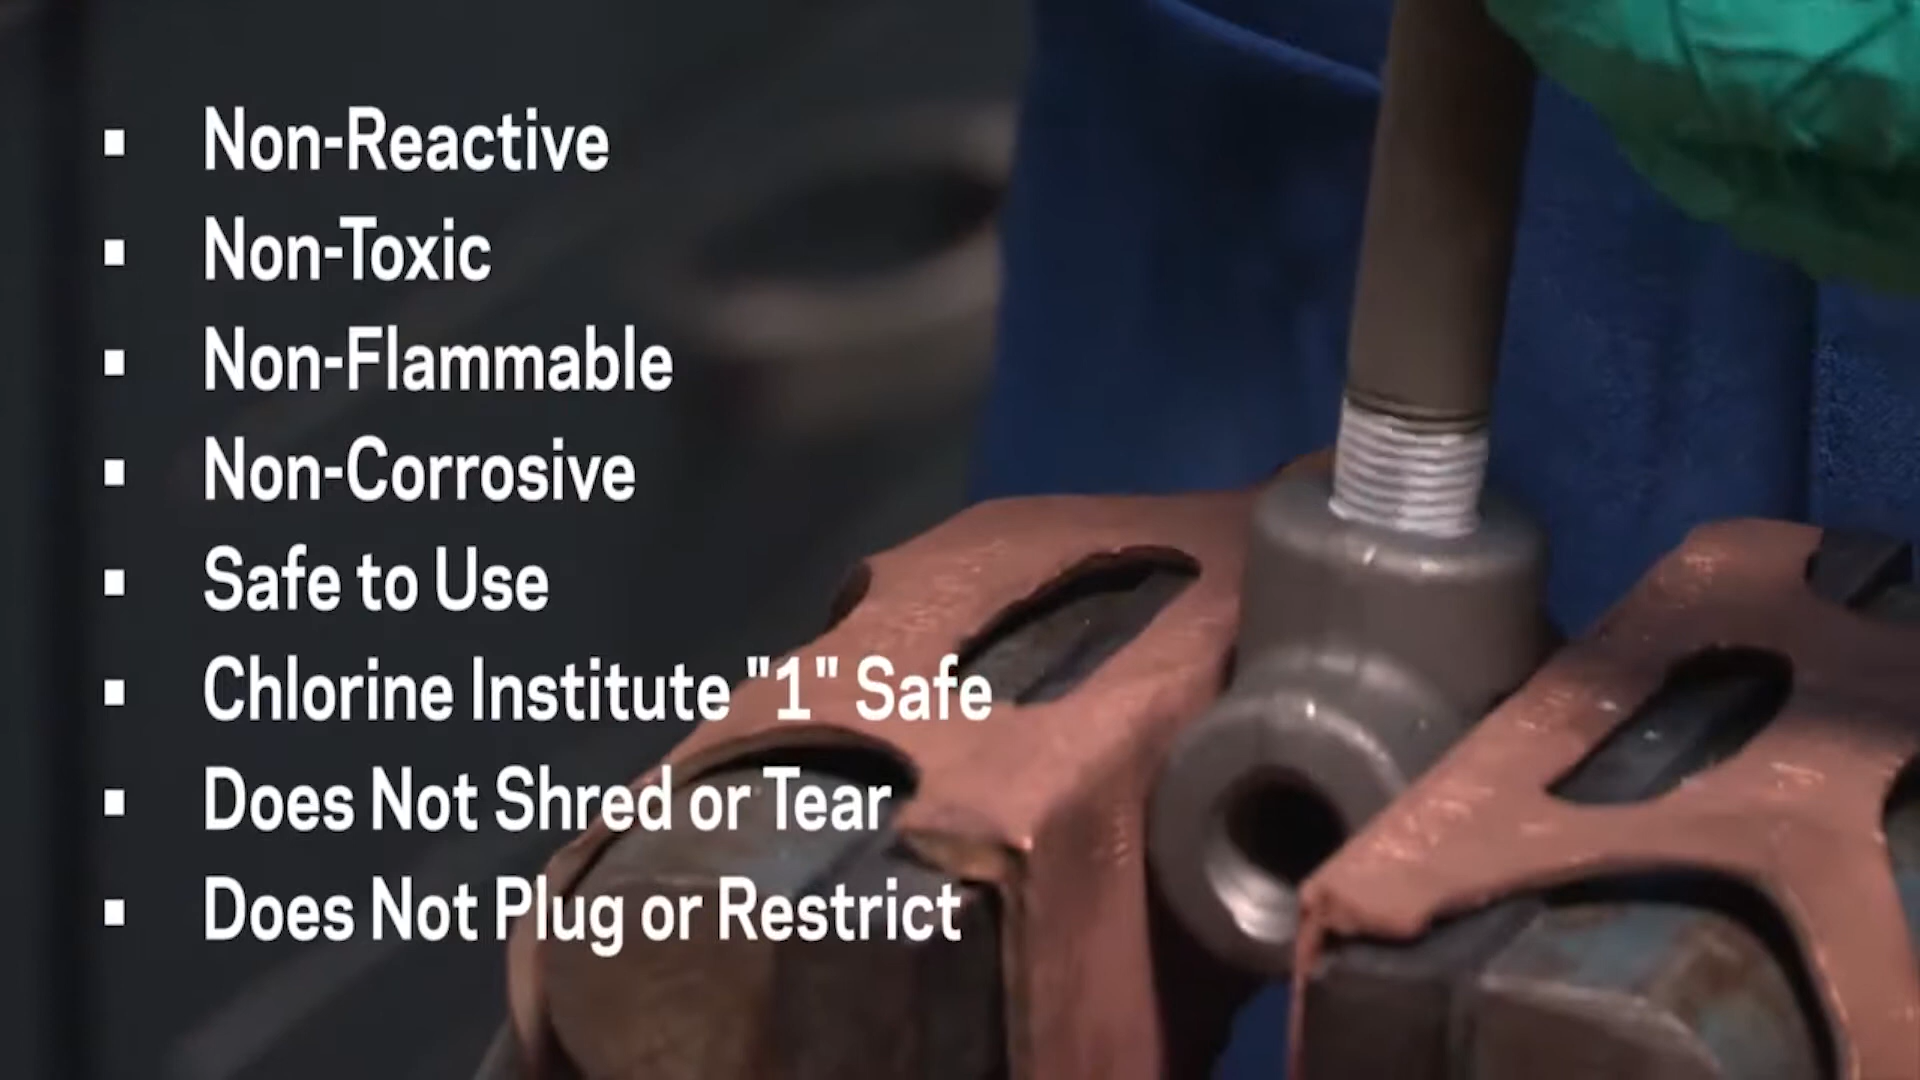 ▪ Non-Reactive
▪ Non-Toxic
▪ Non-Flammable
▪ Non-Corrosive
▪ Safe to Use
▪ Chlorine Institute "1" Safe
▪ Does Not Shred or Tear
▪ Does Not Plug or Restrict